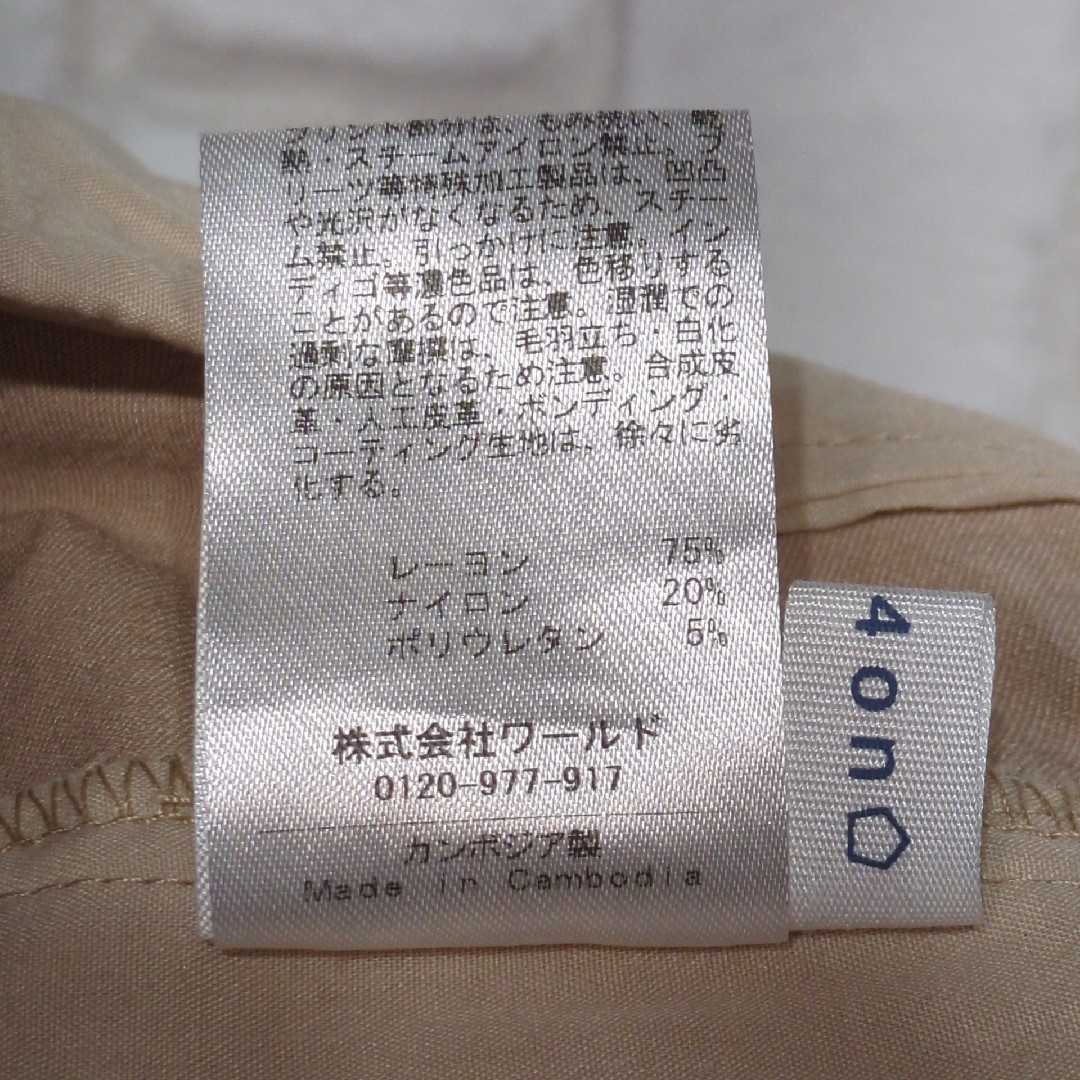 プリント部分は、もみ洗い、乾
熱・スチームアイロン禁止。プ
リーツ等特殊加工製品は、凹凸
や光沢がなくなるため、スチー
ム禁止。引っかけに注意。イン
ディゴ等濃色品は、色移りする
ことがあるので注意。湿潤での
過剰な摩擦は、毛羽立ち・白化
の原因となるため注意。合成皮
革・人工皮革・ボンディング・
コーティング生地は、徐々に劣
化する。
レーヨン 75%
ナイロン 20%
ポリウレタン 5%
株式会社ワールド
0120-977-917
カンボジア製
Made in Cambodia
4on